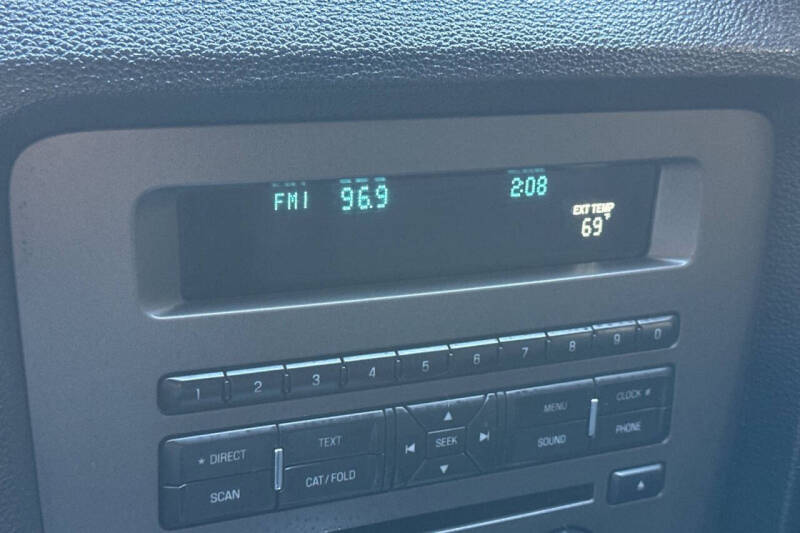 FM1 96.9 2:08
EXT TEMP
69°F
1 2 3 4 5 6 7 8 9 0
* DIRECT TEXT SEEK MENU CLOCK
SCAN CAT/FOLD SOUND PHONE